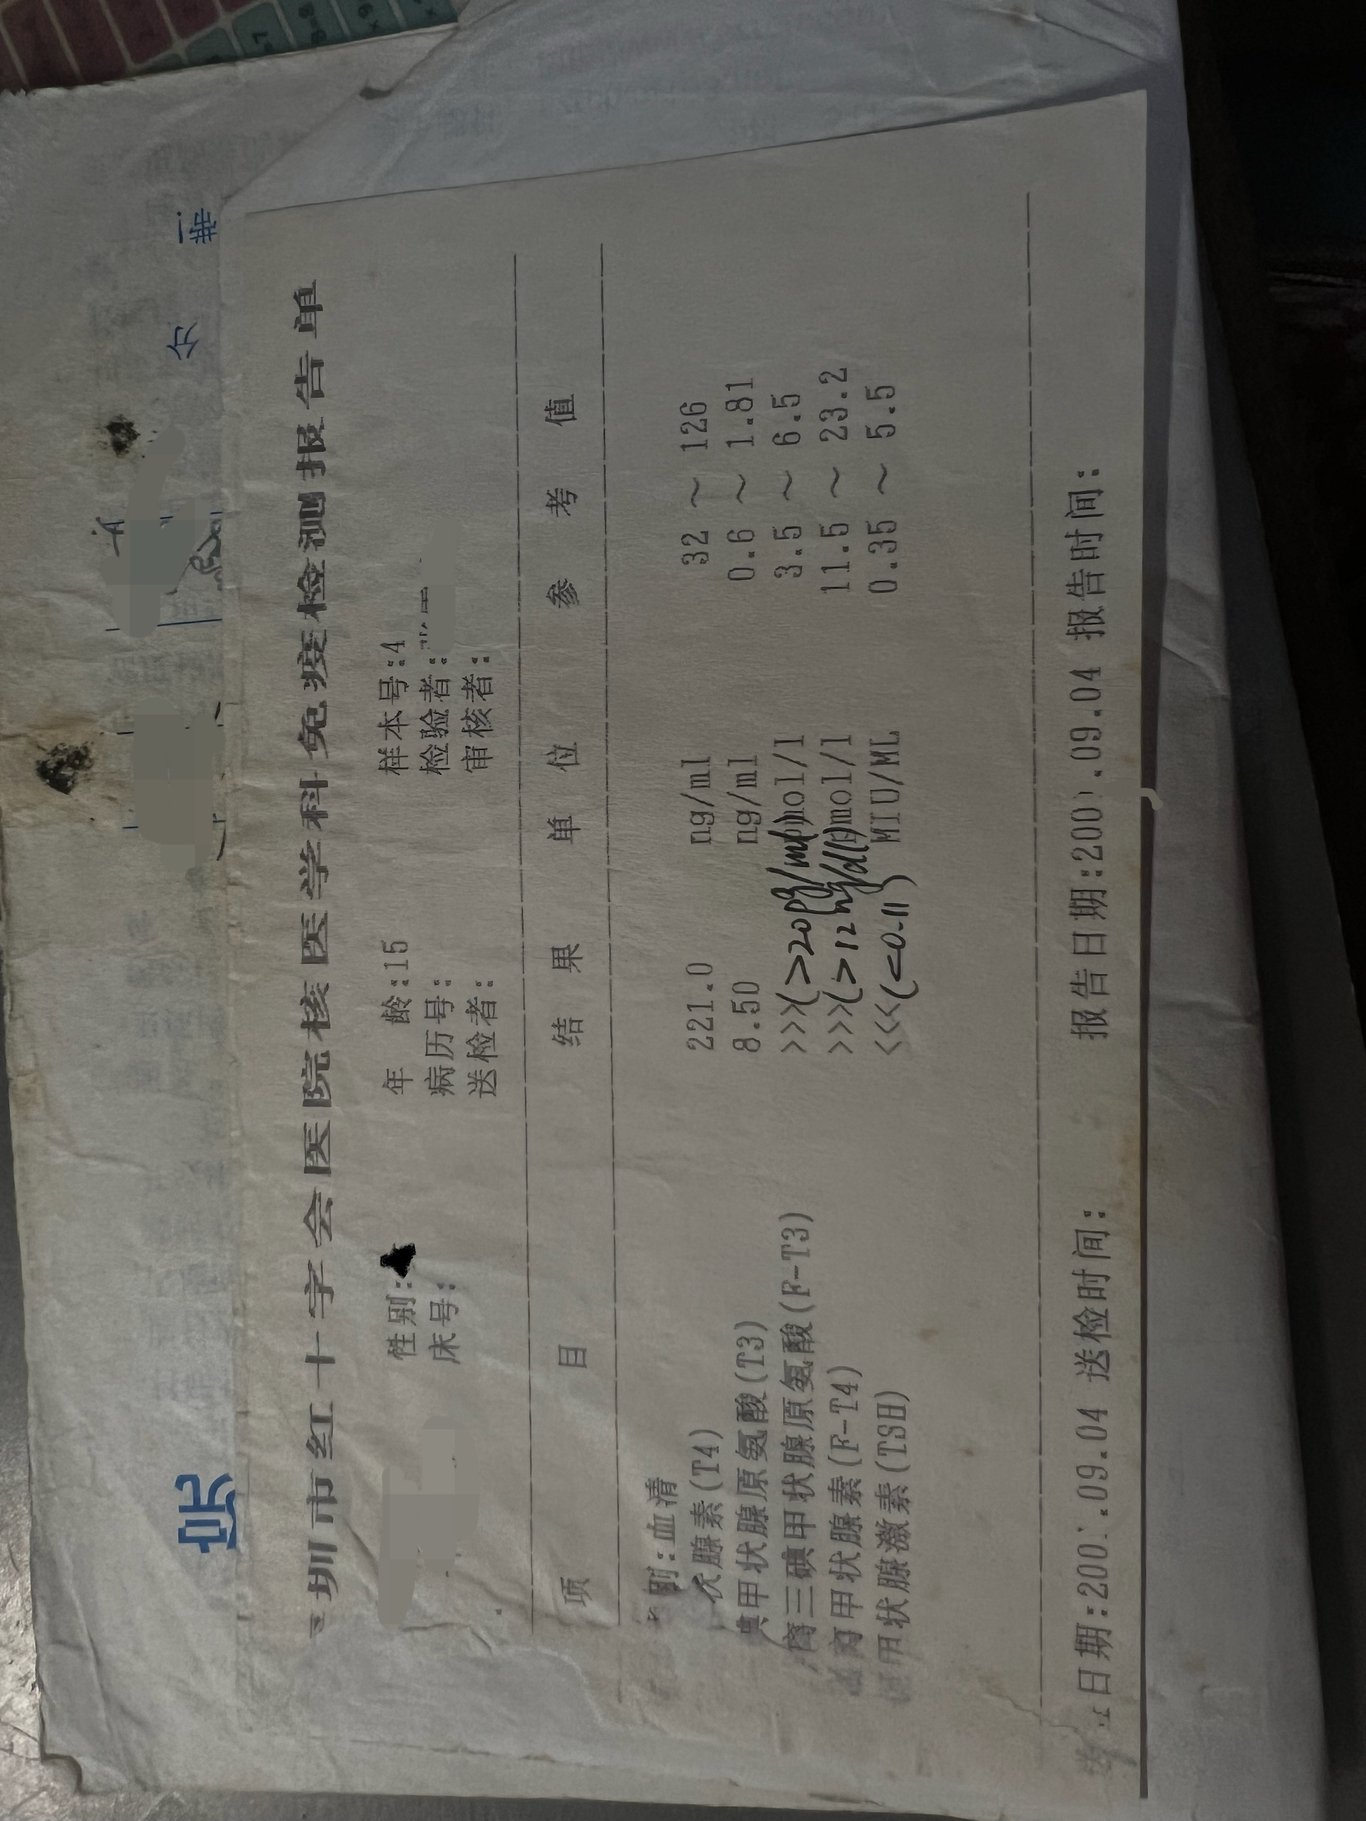 圳市红十字会医院核医学科免疫检测报告单
性别: 年 龄:15 样本号:4
床号: 病历号: 检验者:
送检者: 审核者:
项 目 结 果 单 位 参 考 值
别:血清
状腺素(T4) 221.0 ng/ml 32 ~ 126
碘甲状腺原氨酸(T3) 8.50 ng/ml 0.6 ~ 1.81
离三碘甲状腺原氨酸(F-T3) >>>(>20pg/ml)pmol/l 3.5 ~ 6.5
离甲状腺素(F-T4) >>>(>12ng/dl)pmol/l 11.5 ~ 23.2
甲状腺激素(TSH) <<<(<0.11) MIU/ML 0.35 ~ 5.5
日期:200 .09.04 送检时间: 报告日期:200 .09.04 报告时间: